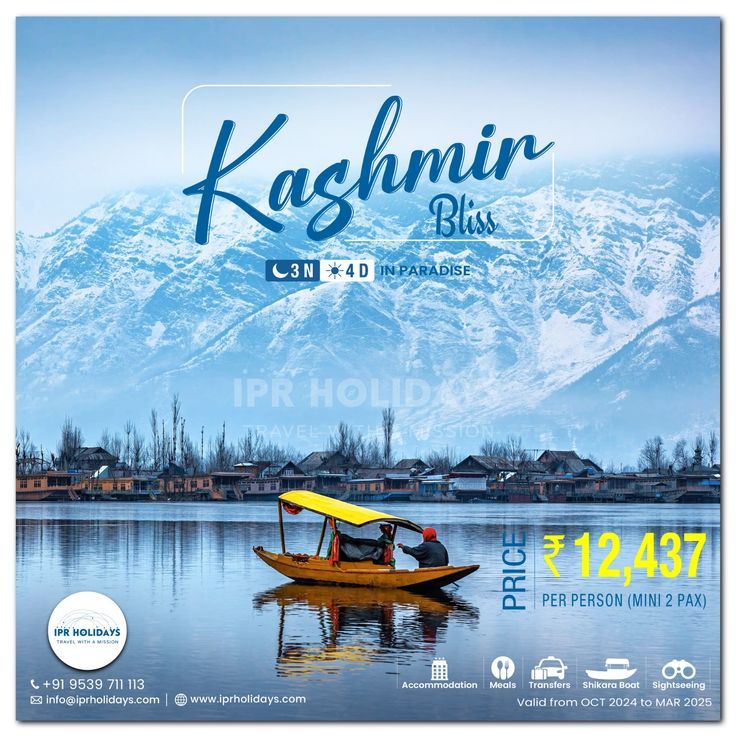 Kashmir
Bliss
3 N 4 D IN PARADISE
IPR HOLIDAYS
TRAVEL WITH A MISSION
PRICE
₹ 12,437
PER PERSON (MINI 2 PAX)
IPR HOLIDAYS
TRAVEL WITH A MISSION
Accommodation Meals Transfers Shikara Boat Sightseeing
+91 9539 711 113
info@iprholidays.com | www.iprholidays.com
Valid from OCT 2024 to MAR 2025